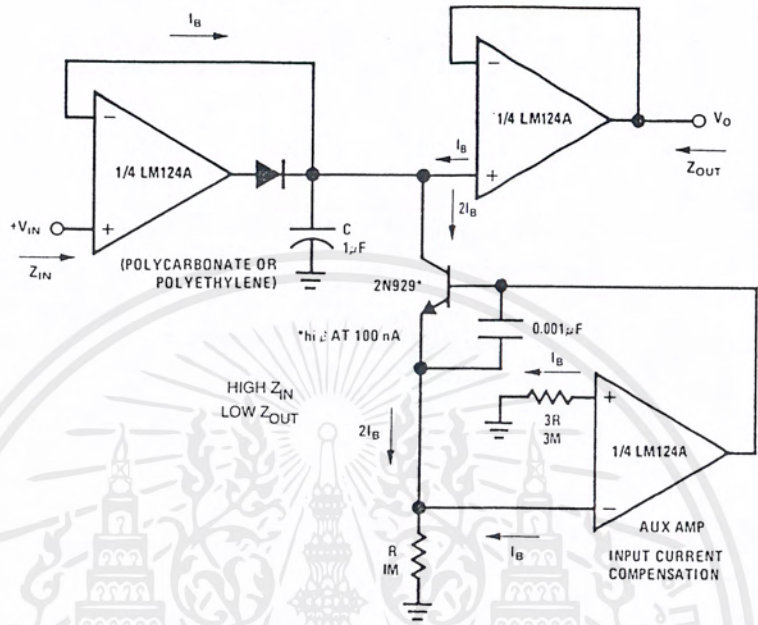 I_B
−
1/4 LM124A
+
+V_IN
Z_IN
C
1µF
(POLYCARBONATE OR
POLYETHYLENE)
−
1/4 LM124A
+
I_B
V_O
Z_OUT
2I_B
2N929*
*hi β AT 100 nA
0.001µF
HIGH Z_IN
LOW Z_OUT
I_B
3R
3M
+
1/4 LM124A
−
2I_B
AUX AMP
INPUT CURRENT
COMPENSATION
I_B
R
1M